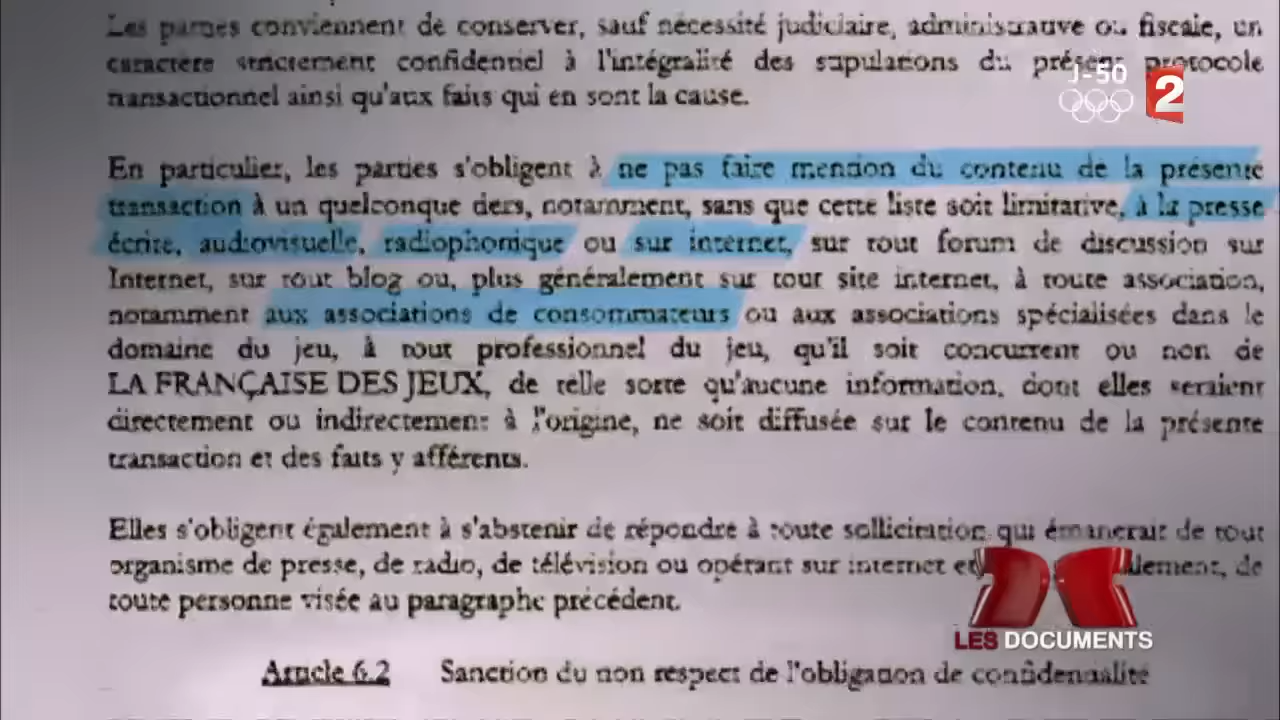 Les parties conviennent de conserver, sauf nécessité judiciaire, administrative ou fiscale, un
caractère strictement confidentiel à l'intégralité des stipulations du présent protocole
transactionnel ainsi qu'aux faits qui en sont la cause.
J-50
2
En particulier, les parties s'obligent à ne pas faire mention du contenu de la présente
transaction à un quelconque tiers, notamment, sans que cette liste soit limitative, à la presse
écrite, audiovisuelle, radiophonique ou sur internet, sur tout forum de discussion sur
Internet, sur tout blog ou, plus généralement sur tout site internet, à toute association,
notamment aux associations de consommateurs ou aux associations spécialisées dans le
domaine du jeu, à tout professionnel du jeu, qu'il soit concurrent ou non de
LA FRANÇAISE DES JEUX, de telle sorte qu'aucune information, dont elles seraient
directement ou indirectement à l'origine, ne soit diffusée sur le contenu de la présente
transaction et des faits y afférents.
Elles s'obligent également à s'abstenir de répondre à toute sollicitation qui émanerait de tout
organisme de presse, de radio, de télévision ou opérant sur internet et de
toute personne visée au paragraphe précédent.
LES DOCUMENTS
Article 6.2 Sanction du non respect de l'obligation de confidentialité